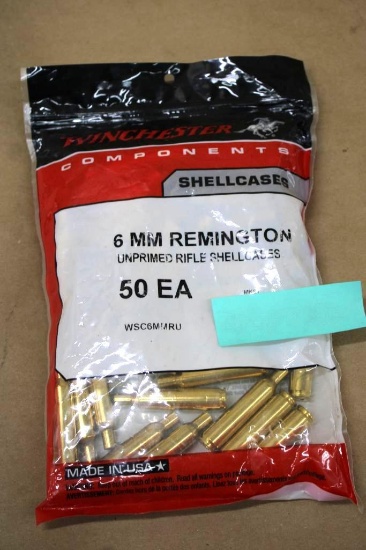 WINCHESTER
COMPONENTS
SHELLCASES
6 MM REMINGTON
UNPRIMED RIFLE SHELLCASES
50 EA
WSC6MMRU
MADE IN USA